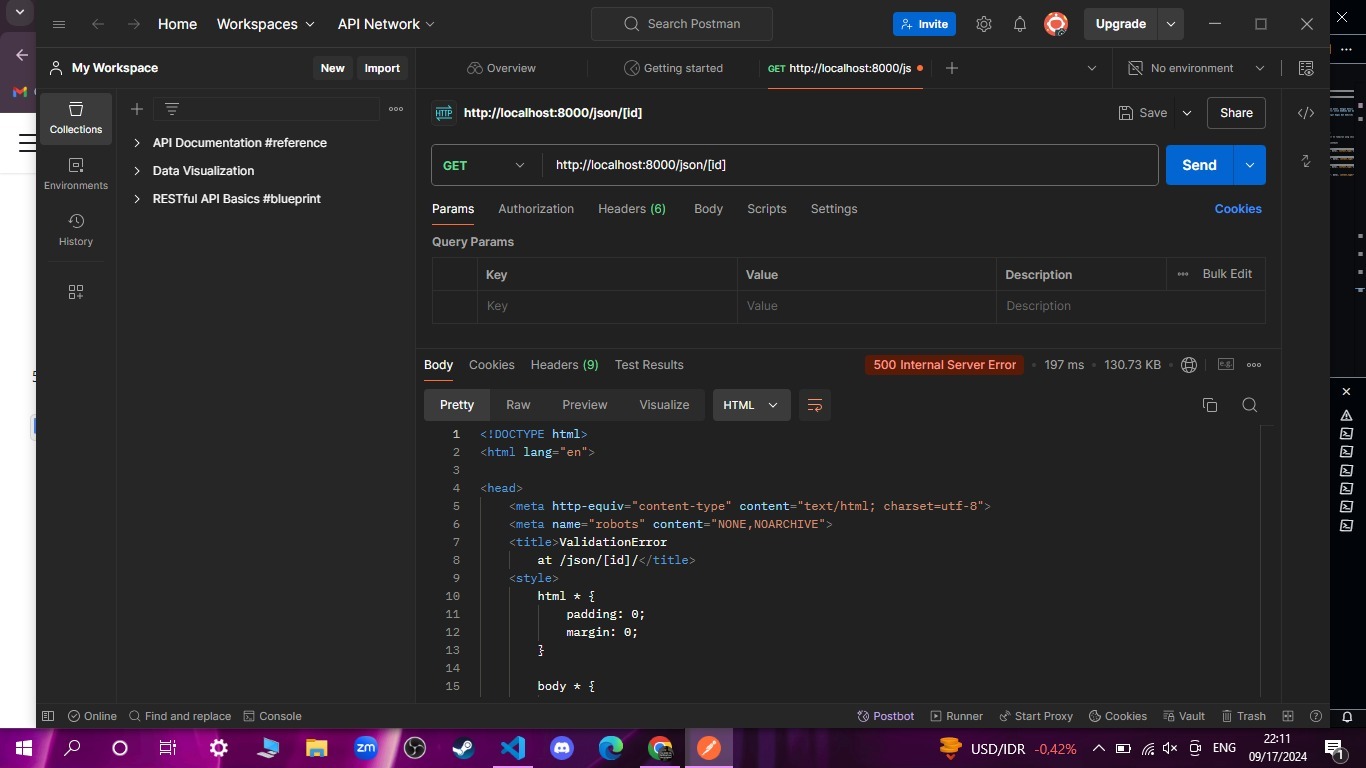 Home Workspaces API Network Search Postman Invite Upgrade
My Workspace New Import Overview Getting started GET http://localhost:8000/js No environment
Collections
Environments
History
API Documentation #reference
Data Visualization
RESTful API Basics #blueprint
HTTP http://localhost:8000/json/[id] Save Share
GET http://localhost:8000/json/[id] Send
Params Authorization Headers (6) Body Scripts Settings Cookies
Query Params
Key Value Description Bulk Edit
Key Value Description
Body Cookies Headers (9) Test Results 500 Internal Server Error 197 ms 130.73 KB e.g.
Pretty Raw Preview Visualize HTML
1 <!DOCTYPE html>
2 <html lang="en">
3
4 <head>
5 <meta http-equiv="content-type" content="text/html; charset=utf-8">
6 <meta name="robots" content="NONE,NOARCHIVE">
7 <title>ValidationError
8 at /json/[id]/</title>
9 <style>
10 html * {
11 padding: 0;
12 margin: 0;
13 }
14
15 body * {
Online Find and replace Console Postbot Runner Start Proxy Cookies Vault Trash
zm USD/IDR -0,42% ENG 22:11
09/17/2024 1